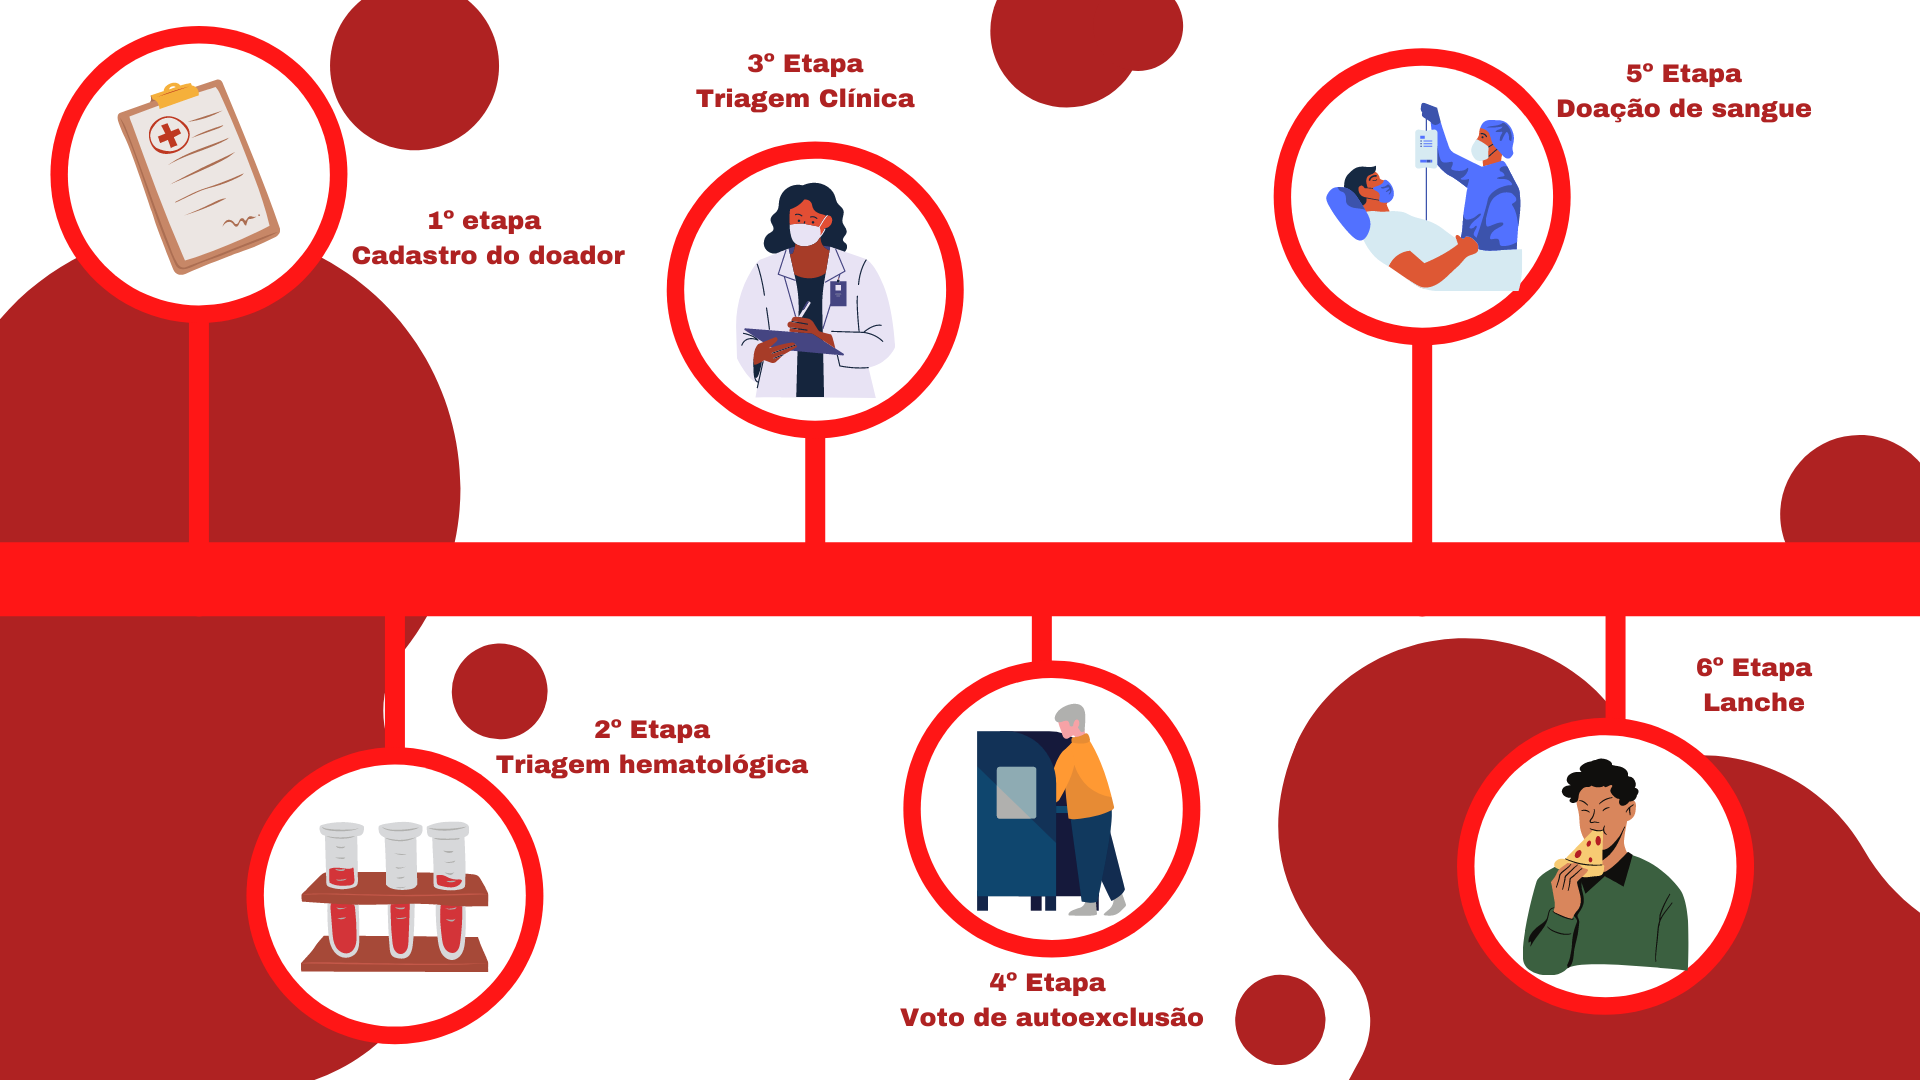 1º etapa
Cadastro do doador
2º Etapa
Triagem hematológica
3º Etapa
Triagem Clínica
4º Etapa
Voto de autoexclusão
5º Etapa
Doação de sangue
6º Etapa
Lanche